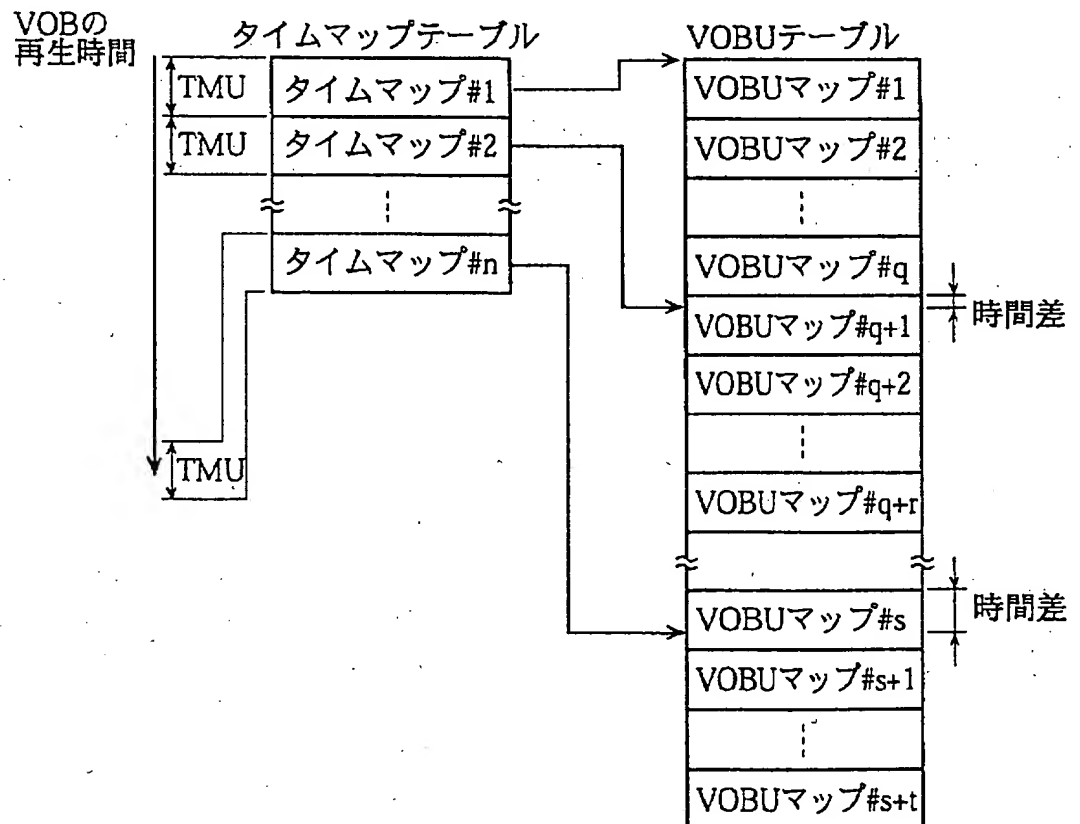 VOBの
再生時間
タイムマップテーブル
TMU
タイムマップ#1
TMU
タイムマップ#2
タイムマップ#n
TMU
VOBUテーブル
VOBUマップ#1
VOBUマップ#2
VOBUマップ#q
時間差
VOBUマップ#q+1
VOBUマップ#q+2
VOBUマップ#q+r
VOBUマップ#s
時間差
VOBUマップ#s+1
VOBUマップ#s+t